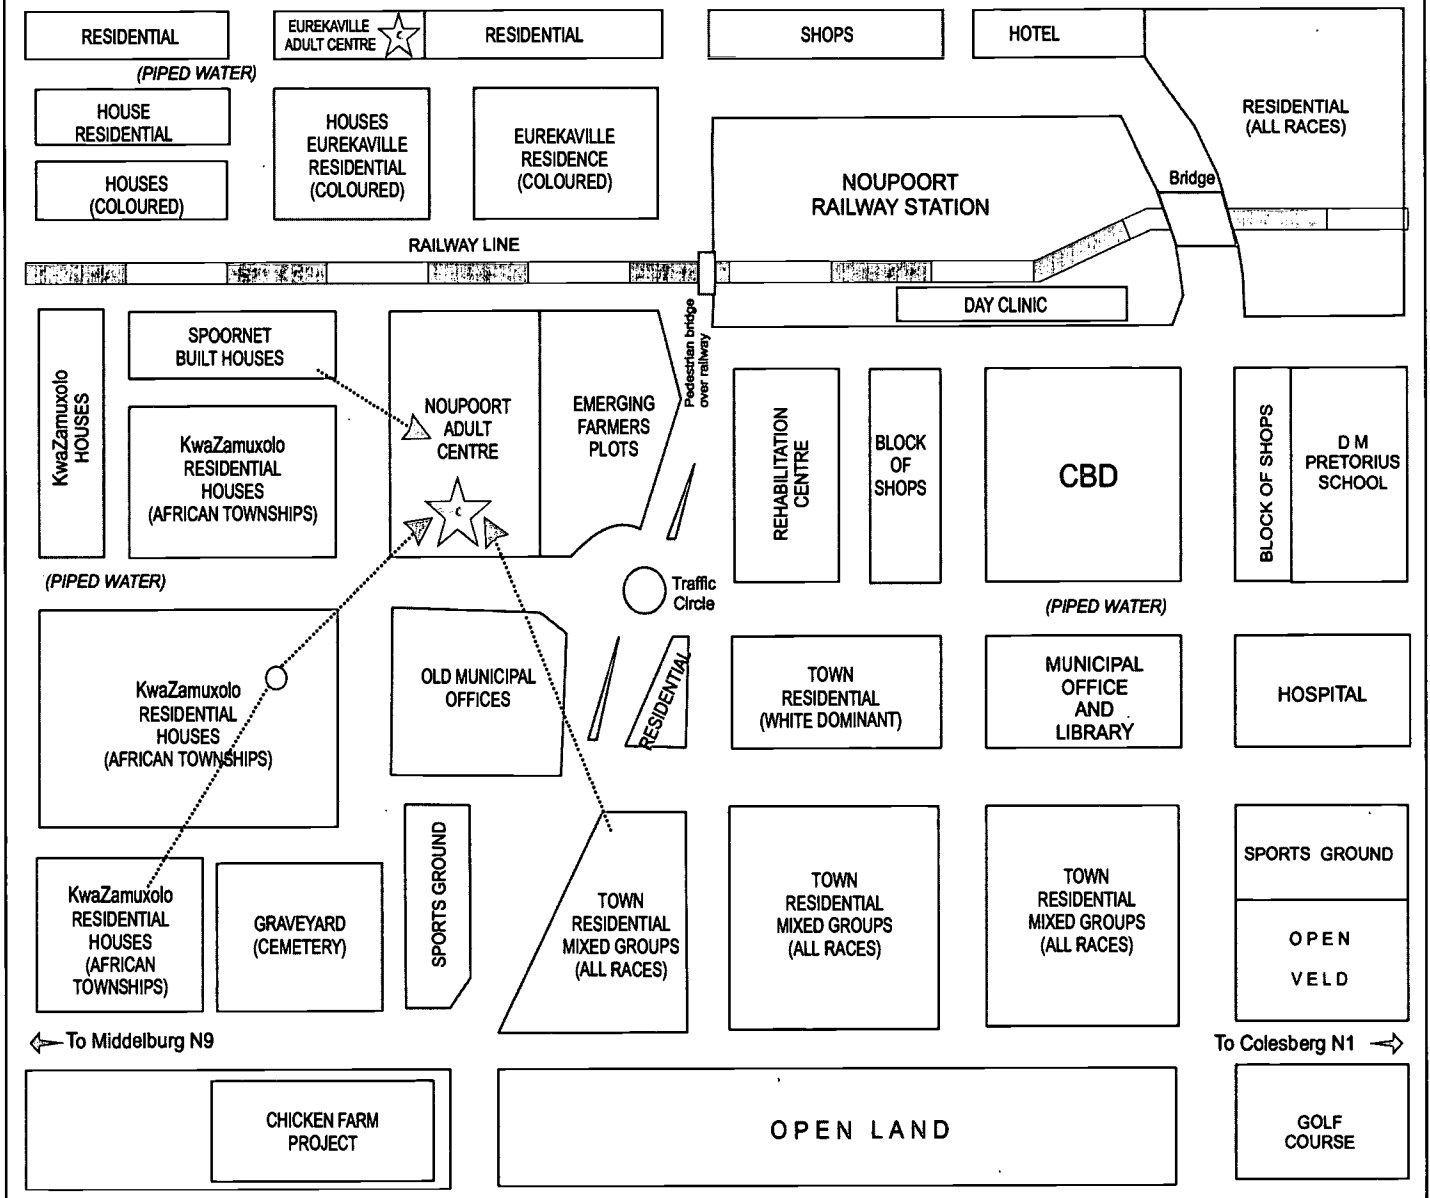 RESIDENTIAL
EUREKAVILLE
ADULT CENTRE
C
RESIDENTIAL
SHOPS
HOTEL
(PIPED WATER)
HOUSE
RESIDENTIAL
HOUSES
(COLOURED)
HOUSES
EUREKAVILLE
RESIDENTIAL
(COLOURED)
EUREKAVILLE
RESIDENCE
(COLOURED)
NOUPOORT
RAILWAY STATION
Bridge
RESIDENTIAL
(ALL RACES)
RAILWAY LINE
DAY CLINIC
KwaZamuxolo
HOUSES
SPOORNET
BUILT HOUSES
KwaZamuxolo
RESIDENTIAL
HOUSES
(AFRICAN TOWNSHIPS)
NOUPOORT
ADULT
CENTRE
C
EMERGING
FARMERS
PLOTS
Pedestrian bridge
over railway
REHABILITATION
CENTRE
BLOCK
OF
SHOPS
CBD
BLOCK OF SHOPS
D M
PRETORIUS
SCHOOL
(PIPED WATER)
Traffic
Circle
(PIPED WATER)
KwaZamuxolo
RESIDENTIAL
HOUSES
(AFRICAN TOWNSHIPS)
OLD MUNICIPAL
OFFICES
RESIDENTIAL
TOWN
RESIDENTIAL
(WHITE DOMINANT)
MUNICIPAL
OFFICE
AND
LIBRARY
HOSPITAL
KwaZamuxolo
RESIDENTIAL
HOUSES
(AFRICAN
TOWNSHIPS)
GRAVEYARD
(CEMETERY)
SPORTS GROUND
TOWN
RESIDENTIAL
MIXED GROUPS
(ALL RACES)
TOWN
RESIDENTIAL
MIXED GROUPS
(ALL RACES)
TOWN
RESIDENTIAL
MIXED GROUPS
(ALL RACES)
SPORTS GROUND
OPEN
VELD
To Middelburg N9
To Colesberg N1
CHICKEN FARM
PROJECT
OPEN LAND
GOLF
COURSE